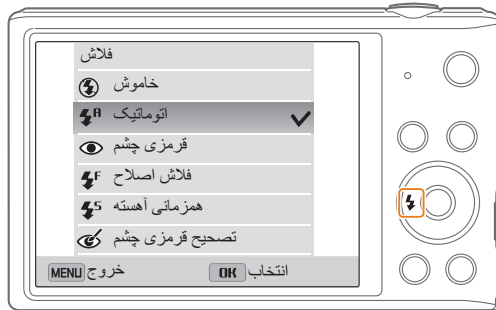 فلاش
خاموش
اتوماتیک
قرمزی چشم
فلاش اصلاح
همزمانی آهسته
تصحیح قرمزی چشم
انتخاب OK خروج MENU